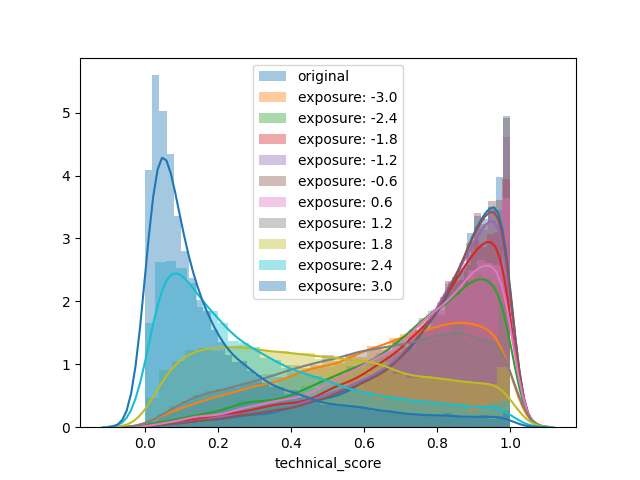 original
exposure: -3.0
exposure: -2.4
exposure: -1.8
exposure: -1.2
exposure: -0.6
exposure: 0.6
exposure: 1.2
exposure: 1.8
exposure: 2.4
exposure: 3.0
5
4
3
2
1
0
0.0 0.2 0.4 0.6 0.8 1.0
technical_score